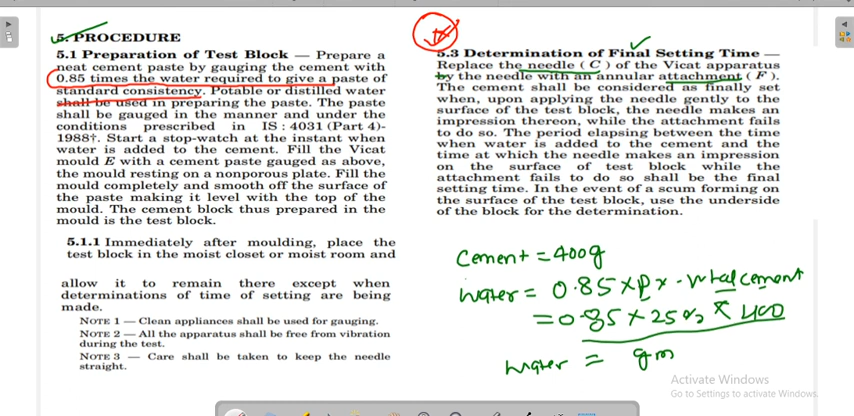 5. PROCEDURE
5.1 Preparation of Test Block — Prepare a
neat cement paste by gauging the cement with
0.85 times the water required to give a paste of
standard consistency. Potable or distilled water
shall be used in preparing the paste. The paste
shall be gauged in the manner and under the
conditions prescribed in IS : 4031 (Part 4)-
1988†. Start a stop-watch at the instant when
water is added to the cement. Fill the Vicat
mould E with a cement paste gauged as above,
the mould resting on a nonporous plate. Fill the
mould completely and smooth off the surface of
the paste making it level with the top of the
mould. The cement block thus prepared in the
mould is the test block.
5.1.1 Immediately after moulding, place the
test block in the moist closet or moist room and
allow it to remain there except when
determinations of time of setting are being
made.
NOTE 1 — Clean appliances shall be used for gauging.
NOTE 2 — All the apparatus shall be free from vibration
during the test.
NOTE 3 — Care shall be taken to keep the needle
straight.
5.3 Determination of Final Setting Time —
Replace the needle ( C ) of the Vicat apparatus
by the needle with an annular attachment ( F ).
The cement shall be considered as finally set
when, upon applying the needle gently to the
surface of the test block, the needle makes an
impression thereon, while the attachment fails
to do so. The period elapsing between the time
when water is added to the cement and the
time at which the needle makes an impression
on the surface of test block while the
attachment fails to do so shall be the final
setting time. In the event of a scum forming on
the surface of the test block, use the underside
of the block for the determination.
Cement = 400g
Water = 0.85 × P × cement
= 0.85 × 25% × 400
Water = gm
Activate Windows
Go to Settings to activate Windows.